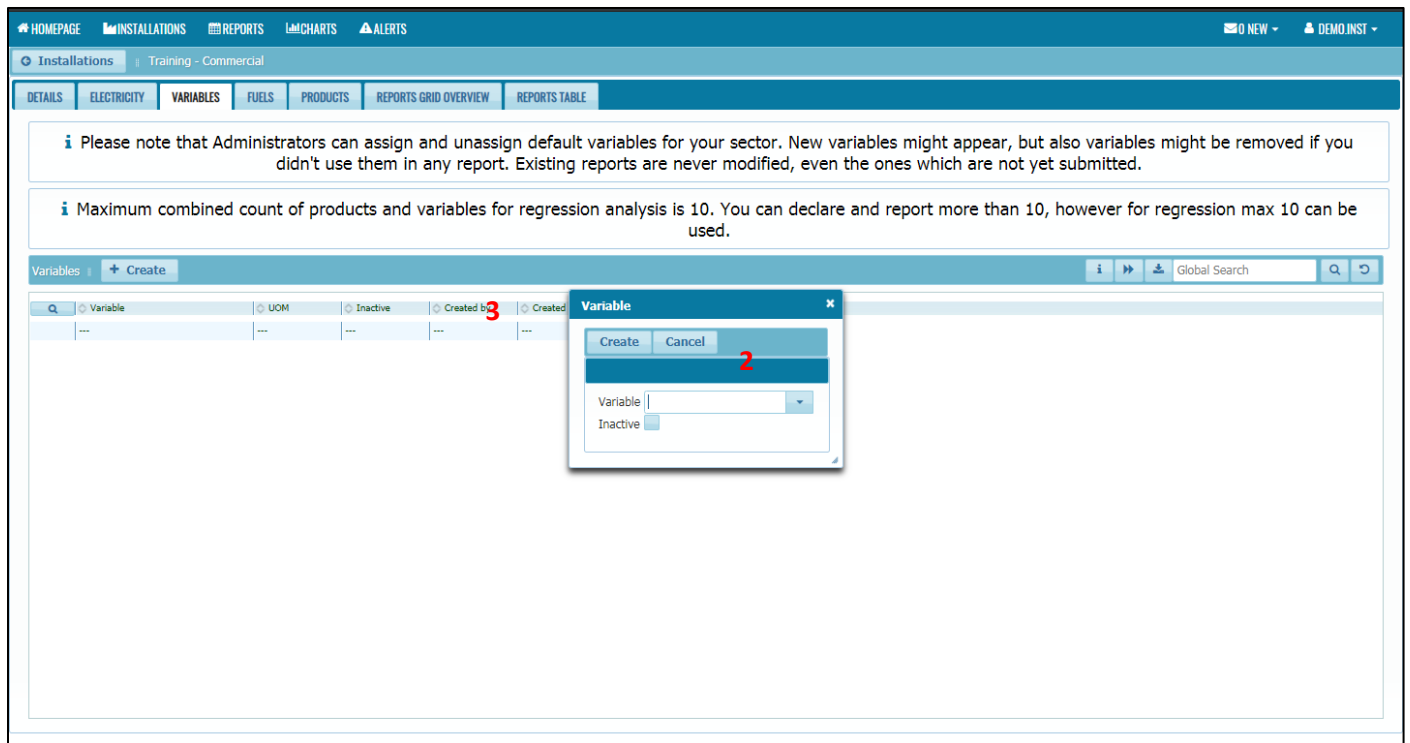 HOMEPAGE INSTALLATIONS REPORTS CHARTS ALERTS 0 NEW DEMO.INST
Installations || Training - Commercial
DETAILS ELECTRICITY VARIABLES FUELS PRODUCTS REPORTS GRID OVERVIEW REPORTS TABLE
i Please note that Administrators can assign and unassign default variables for your sector. New variables might appear, but also variables might be removed if you
didn't use them in any report. Existing reports are never modified, even the ones which are not yet submitted.
i Maximum combined count of products and variables for regression analysis is 10. You can declare and report more than 10, however for regression max 10 can be
used.
Variables || + Create i Global Search
Variable UOM Inactive Created by 3 Created
--- --- --- --- ---
Variable ×
Create Cancel
2
Variable
Inactive